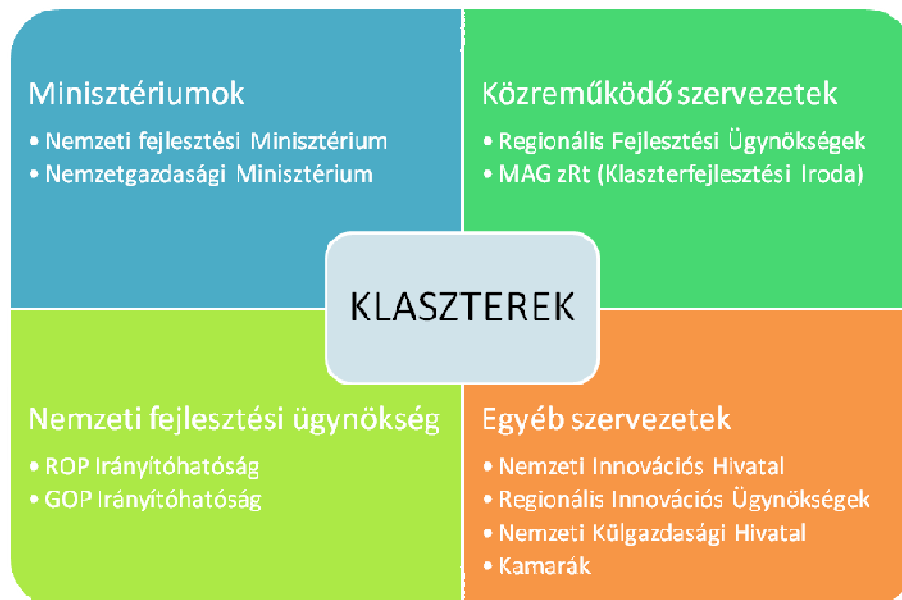 Minisztériumok
• Nemzeti fejlesztési Minisztérium
• Nemzetgazdasági Minisztérium
Közreműködő szervezetek
• Regionális Fejlesztési Ügynökségek
• MAG zRt (Klaszterfejlesztési Iroda)
KLASZTEREK
Nemzeti fejlesztési ügynökség
• ROP Irányítóhatóság
• GOP Irányítóhatóság
Egyéb szervezetek
• Nemzeti Innovációs Hivatal
• Regionális Innovációs Ügynökségek
• Nemzeti Külgazdasági Hivatal
• Kamarák